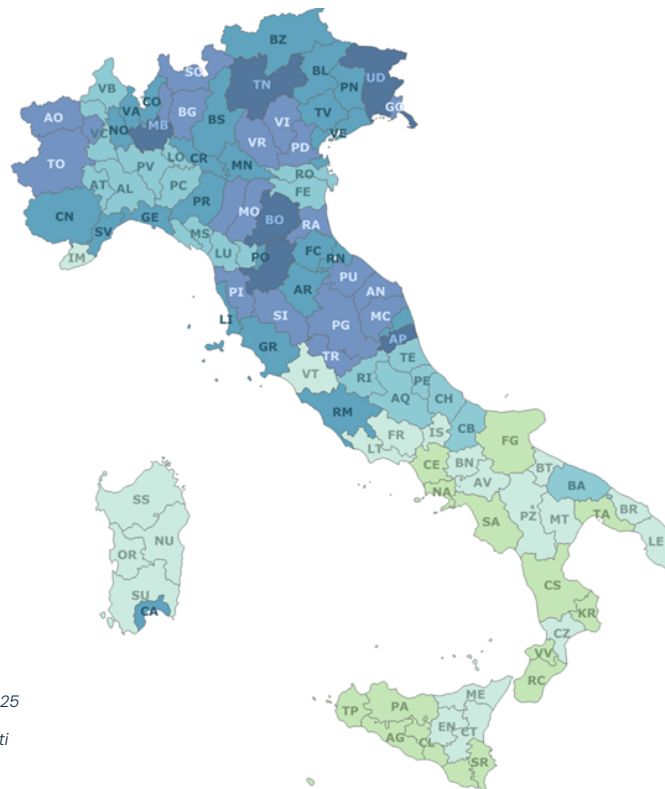 BZ
BL
UD
TN
PN
SO
VB
CO
VA
GO
AO
BG
BS
TV
VI
MB
NO
VC
VE
VR
PD
LO
CR
TO
PV
MN
RO
AT
AL
PC
FE
PR
MO
CN
GE
BO
RA
SV
MS
FC
LU
PO
RN
IM
PU
PI
AR
AN
LI
SI
MC
PG
AP
GR
TR
TE
VT
RI
PE
AQ
CH
RM
CB
IS
FR
FG
LT
CE
BN
BT
AV
BA
NA
SS
BR
TA
PZ
MT
SA
NU
LE
OR
CS
SU
CA
KR
CZ
VV
RC
ME
25
PA
TP
EN
CT
AG
ti
CL
SR